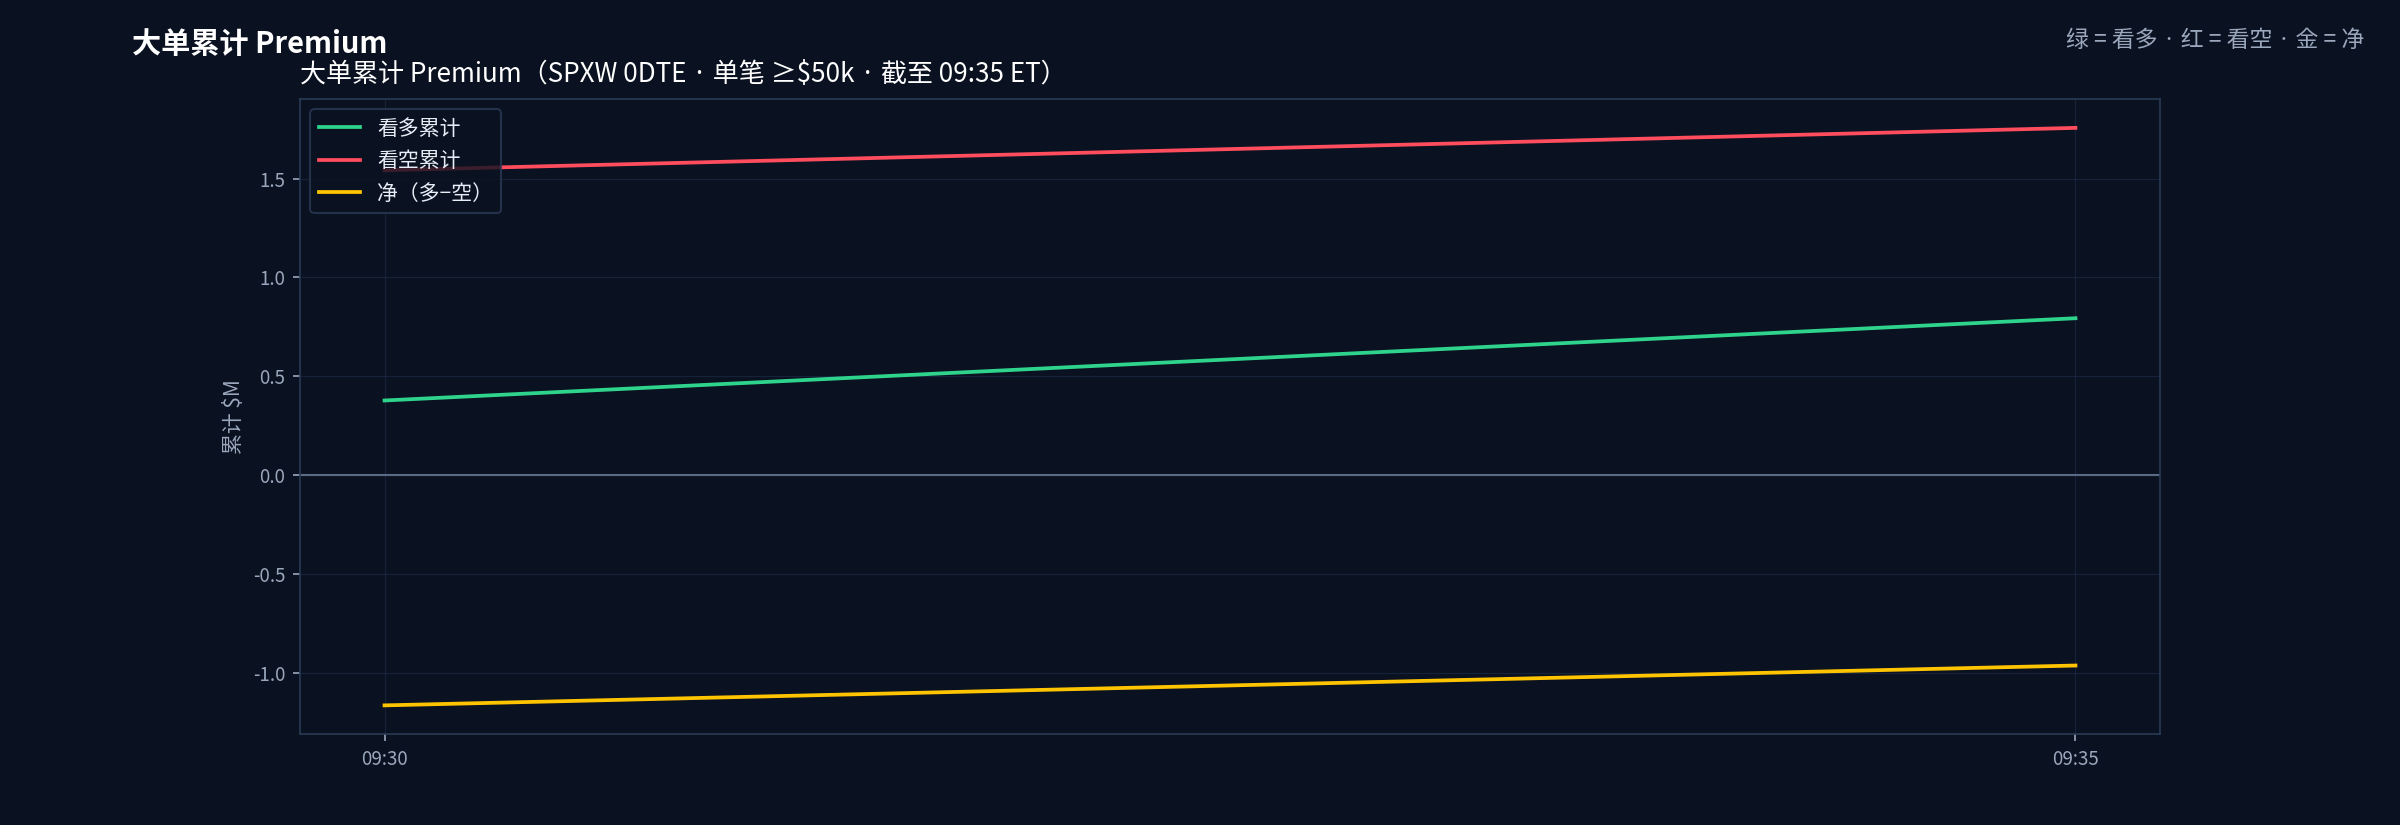 大单累计 Premium
绿 = 看多 · 红 = 看空 · 金 = 净
大单累计 Premium（SPXW 0DTE · 单笔 ≥$50k · 截至 09:35 ET）
看多累计
看空累计
净（多−空）
1.5
1.0
0.5
0.0
-0.5
-1.0
累计 $M
09:30
09:35